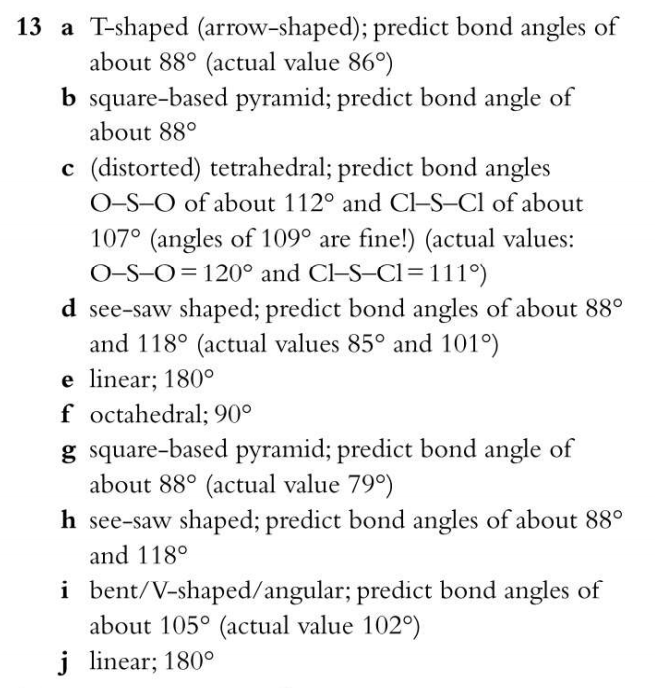 13 a T-shaped (arrow-shaped); predict bond angles of
about 88° (actual value 86°)
b square-based pyramid; predict bond angle of
about 88°
c (distorted) tetrahedral; predict bond angles
O–S–O of about 112° and Cl–S–Cl of about
107° (angles of 109° are fine!) (actual values:
O–S–O = 120° and Cl–S–Cl = 111°)
d see-saw shaped; predict bond angles of about 88°
and 118° (actual values 85° and 101°)
e linear; 180°
f octahedral; 90°
g square-based pyramid; predict bond angle of
about 88° (actual value 79°)
h see-saw shaped; predict bond angles of about 88°
and 118°
i bent/V-shaped/angular; predict bond angles of
about 105° (actual value 102°)
j linear; 180°